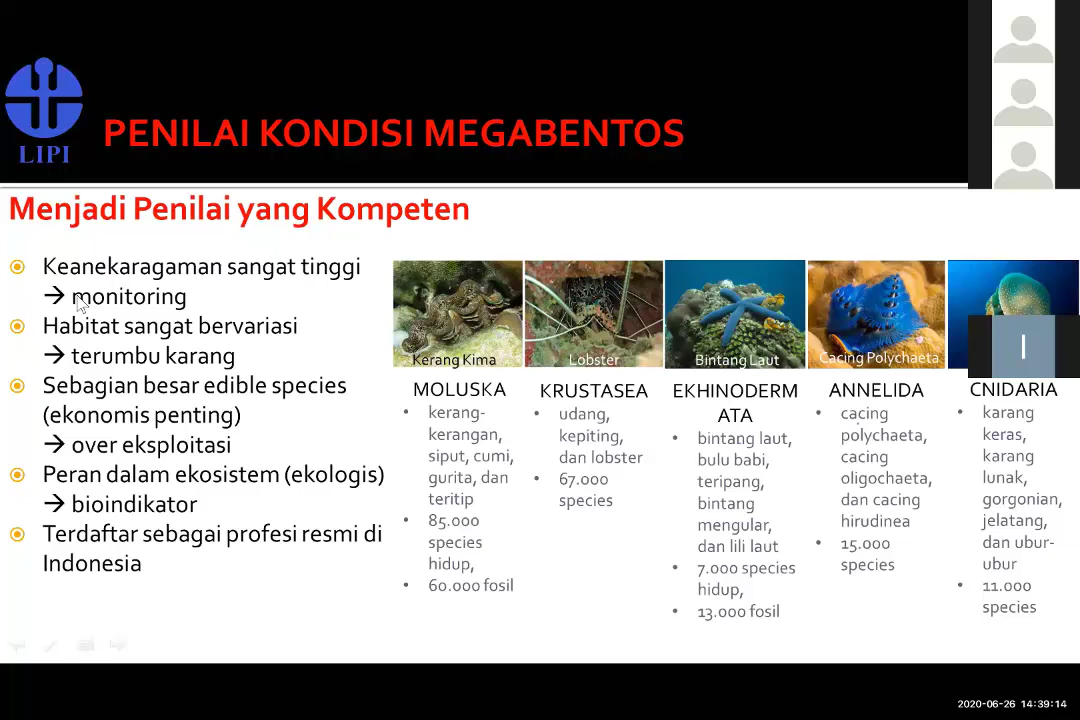 LIPI
PENILAI KONDISI MEGABENTOS
Menjadi Penilai yang Kompeten
Keanekaragaman sangat tinggi
→ monitoring
Habitat sangat bervariasi
→ terumbu karang
Sebagian besar edible species
(ekonomis penting)
→ over eksploitasi
Peran dalam ekosistem (ekologis)
→ bioindikator
Terdaftar sebagai profesi resmi di
Indonesia
Kerang Kima
MOLUSKA
• kerang-
kerangan,
siput, cumi,
gurita, dan
teritip
• 85.000
species
hidup,
• 60.000 fosil
Lobster
KRUSTASEA
• udang,
kepiting,
dan lobster
• 67.000
species
Bintang Laut
EKHINODERM
ATA
• bintang laut,
bulu babi,
teripang,
bintang
mengular,
dan lili laut
• 7.000 species
hidup,
• 13.000 fosil
Cacing Polychaeta
ANNELIDA
• cacing
polychaeta,
cacing
oligochaeta,
dan cacing
hirudinea
• 15.000
species
I
CNIDARIA
• karang
keras,
karang
lunak,
gorgonian,
jelatang,
dan ubur-
ubur
• 11.000
species
2020-06-26 14:39:14